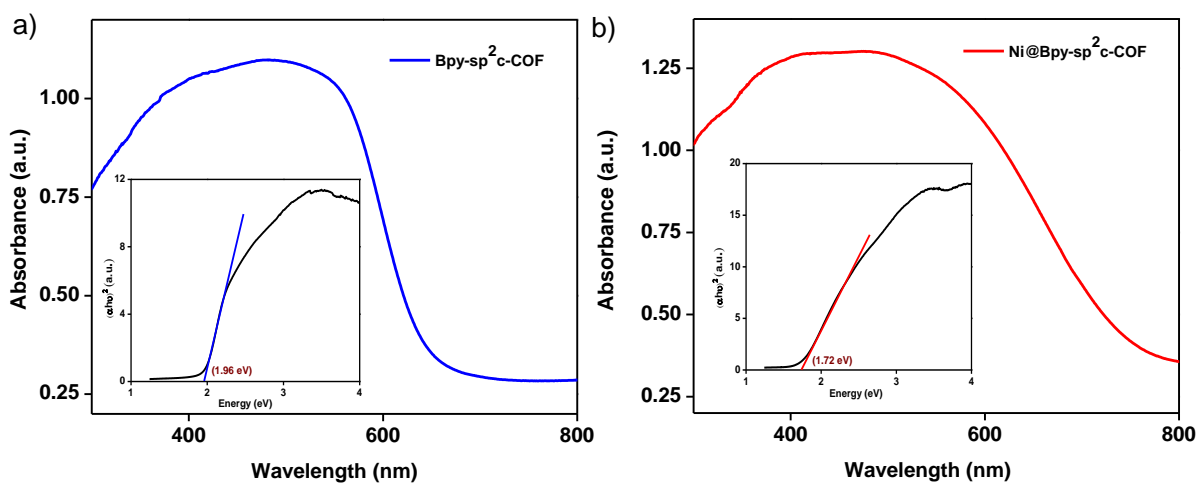 a)
Bpy-sp²c-COF
Absorbance (a.u.)
1.00
0.75
0.50
0.25
400
600
800
Wavelength (nm)
(αhυ)² (a.u.)
12
8
4
0
1
2
3
4
Energy (eV)
(1.96 eV)
b)
Ni@Bpy-sp²c-COF
Absorbance (a.u.)
1.25
1.00
0.75
0.50
0.25
400
600
800
Wavelength (nm)
(αhυ)² (a.u.)
20
15
10
5
0
1
2
3
4
Energy (eV)
(1.72 eV)